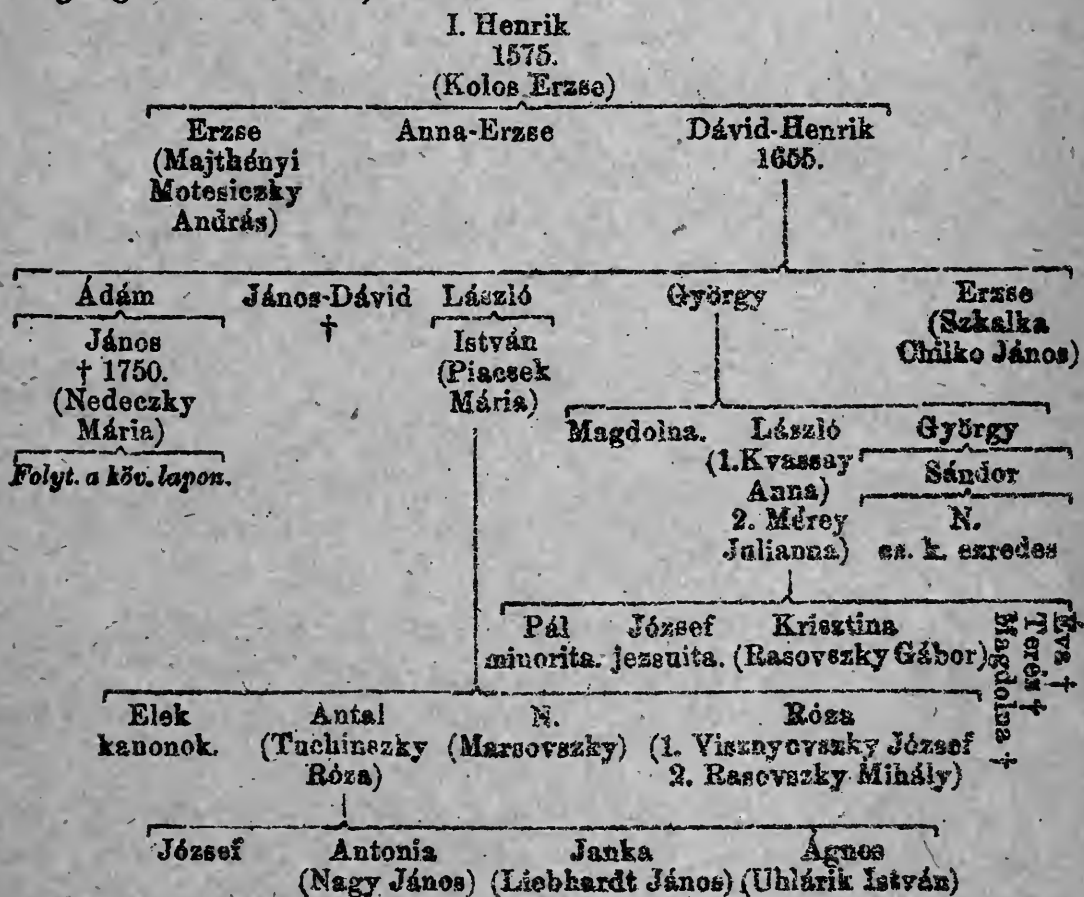 I. Henrik
1575.
(Kolos Erzse)
Erzse Anna-Erzse Dávid-Henrik
(Majthényi 1655.
Motesiczky
András)
Ádám János-Dávid László György Erzse
† (Szkalka
Chilko János)
János István
† 1750. (Piacsek
(Nedeczky Mária)
Mária)
Folyt. a köv. lapon.
Magdolna. László György
(1. Kvassay Sándor
Anna)
2. Mérey N.
Julianna) cs. k. ezredes
Pál József Krisztina
minorita. jezsuita. (Rasovszky Gábor)
Éva †
Teréz †
Magdolna †
Elek Antal N. Róza
kanonok. (Tuchinszky (Marsovszky) (1. Visznyovszky József
Róza) 2. Rasovszky Mihály)
József Antonia Janka Ágnes
(Nagy János) (Liebhardt János) (Uhlárik István)